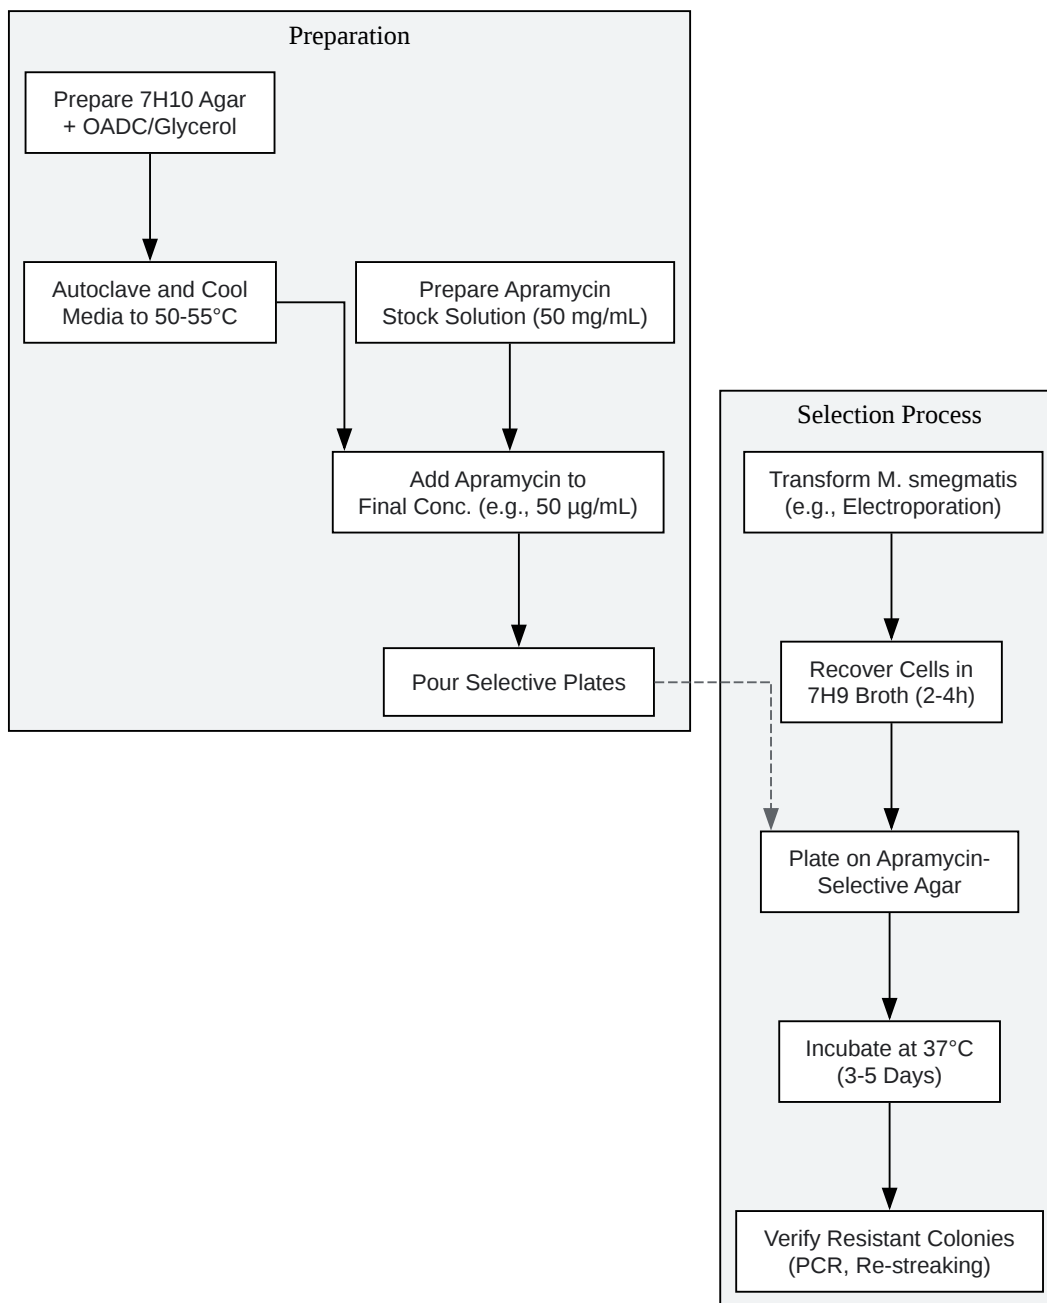 Preparation
Prepare 7H10 Agar
+ OADC/Glycerol
Autoclave and Cool
Media to 50-55°C
Prepare Apramycin
Stock Solution (50 mg/mL)
Add Apramycin to
Final Conc. (e.g., 50 µg/mL)
Pour Selective Plates
Selection Process
Transform M. smegmatis
(e.g., Electroporation)
Recover Cells in
7H9 Broth (2-4h)
Plate on Apramycin-
Selective Agar
Incubate at 37°C
(3-5 Days)
Verify Resistant Colonies
(PCR, Re-streaking)